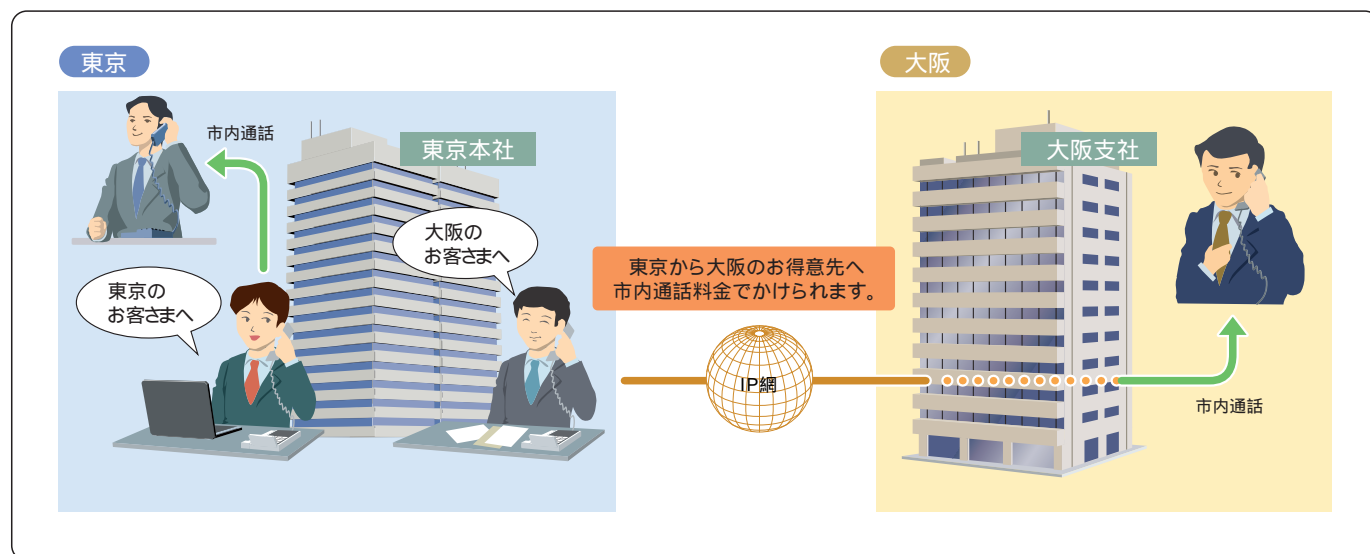 東京
市内通話
東京本社
大阪の
お客さまへ
東京の
お客さまへ
東京から大阪のお得意先へ
市内通話料金でかけられます。
IP網
大阪
大阪支社
市内通話